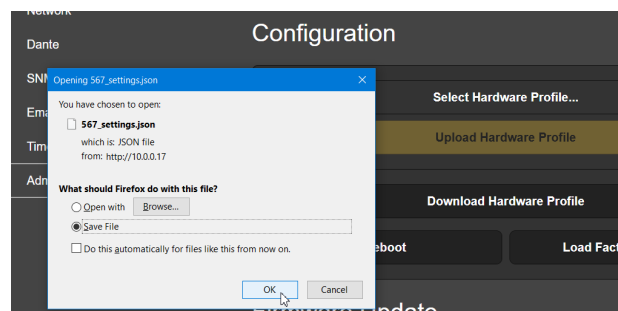 Network
Dante
Configuration
SNM
Ema
Tim
Adm
Opening 567_settings.json
You have chosen to open:
567_settings.json
which is: JSON file
from: http://10.0.0.17
What should Firefox do with this file?
Open with
Browse...
Save File
Do this automatically for files like this from now on.
OK
Cancel
Select Hardware Profile...
Upload Hardware Profile
Download Hardware Profile
eboot
Load Fact
Firmware Update